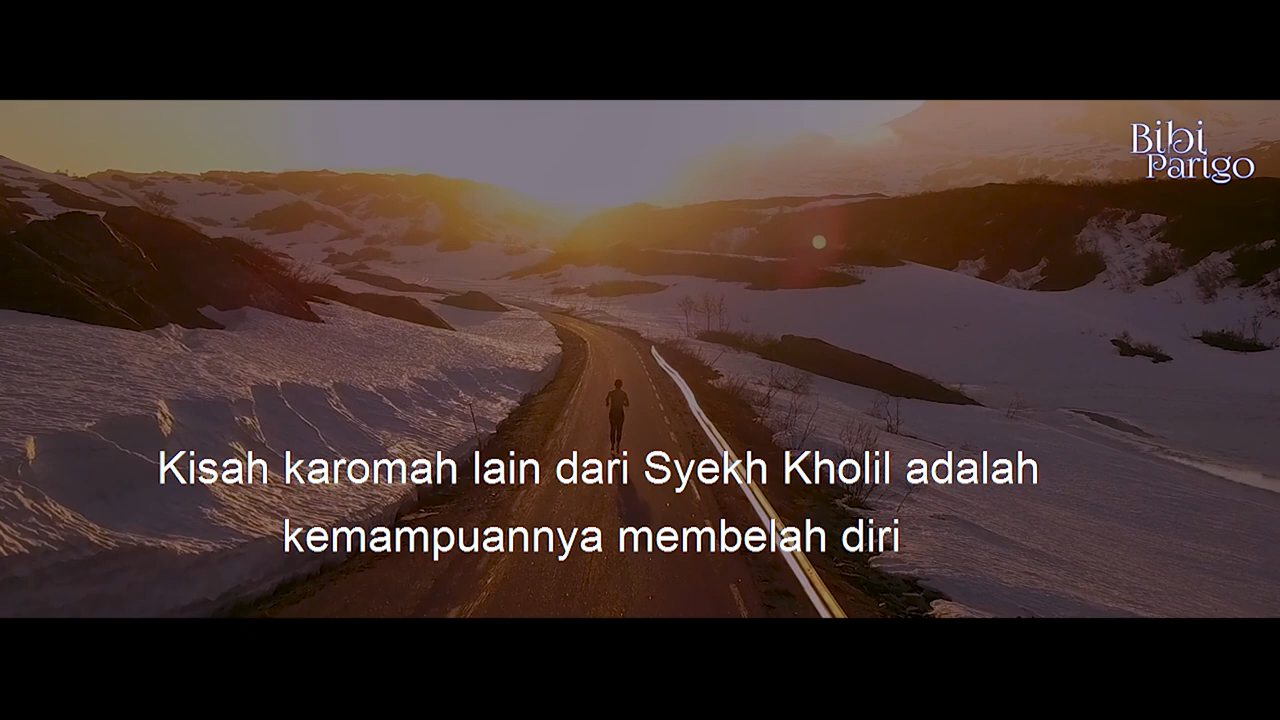 Bibi
Parigo
Kisah karomah lain dari Syekh Kholil adalah
kemampuannya membelah diri